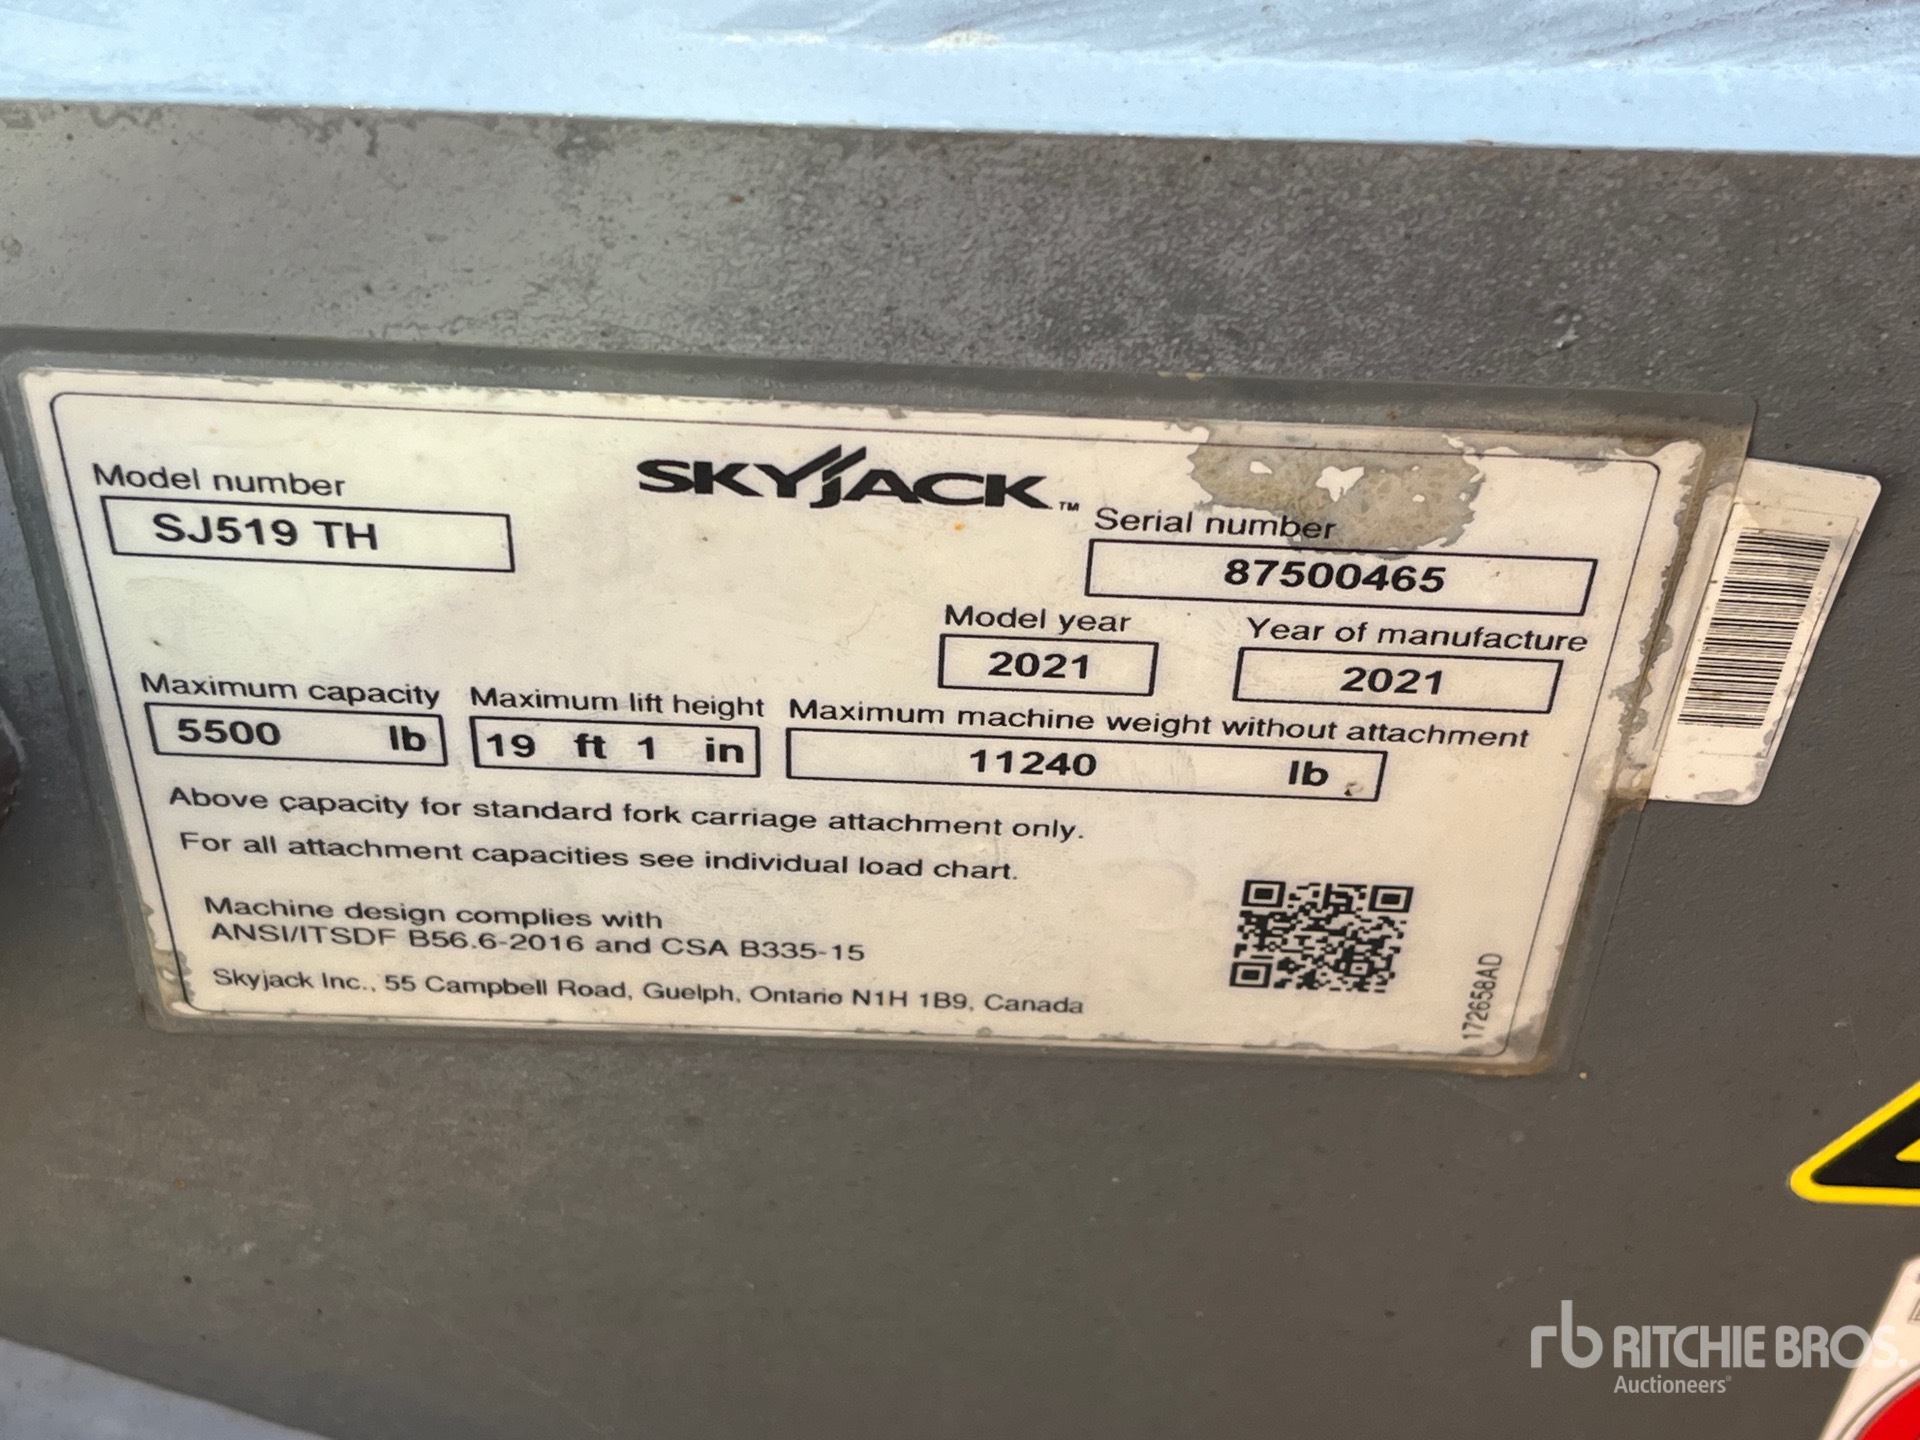 SKYJACK™
Model number
SJ519 TH
Serial number
87500465
Model year
2021
Year of manufacture
2021
Maximum capacity
5500 lb
Maximum lift height
19 ft 1 in
Maximum machine weight without attachment
11240 lb
Above capacity for standard fork carriage attachment only.
For all attachment capacities see individual load chart.
Machine design complies with
ANSI/ITSDF B56.6-2016 and CSA B335-15
Skyjack Inc., 55 Campbell Road, Guelph, Ontario N1H 1B9, Canada
172658AD
rb RITCHIE BROS.
Auctioneers®